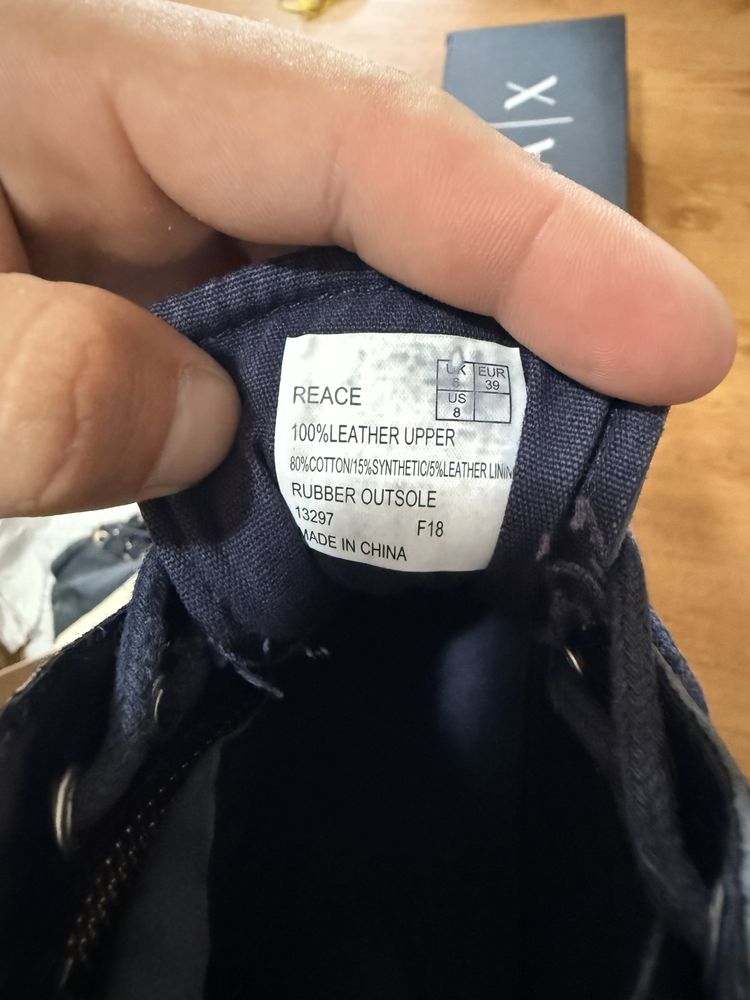 X
UK EUR
39
REACE
US
8
100%LEATHER UPPER
80%COTTON/15%SYNTHETIC/5%LEATHER LININ
RUBBER OUTSOLE
13297 F18
MADE IN CHINA